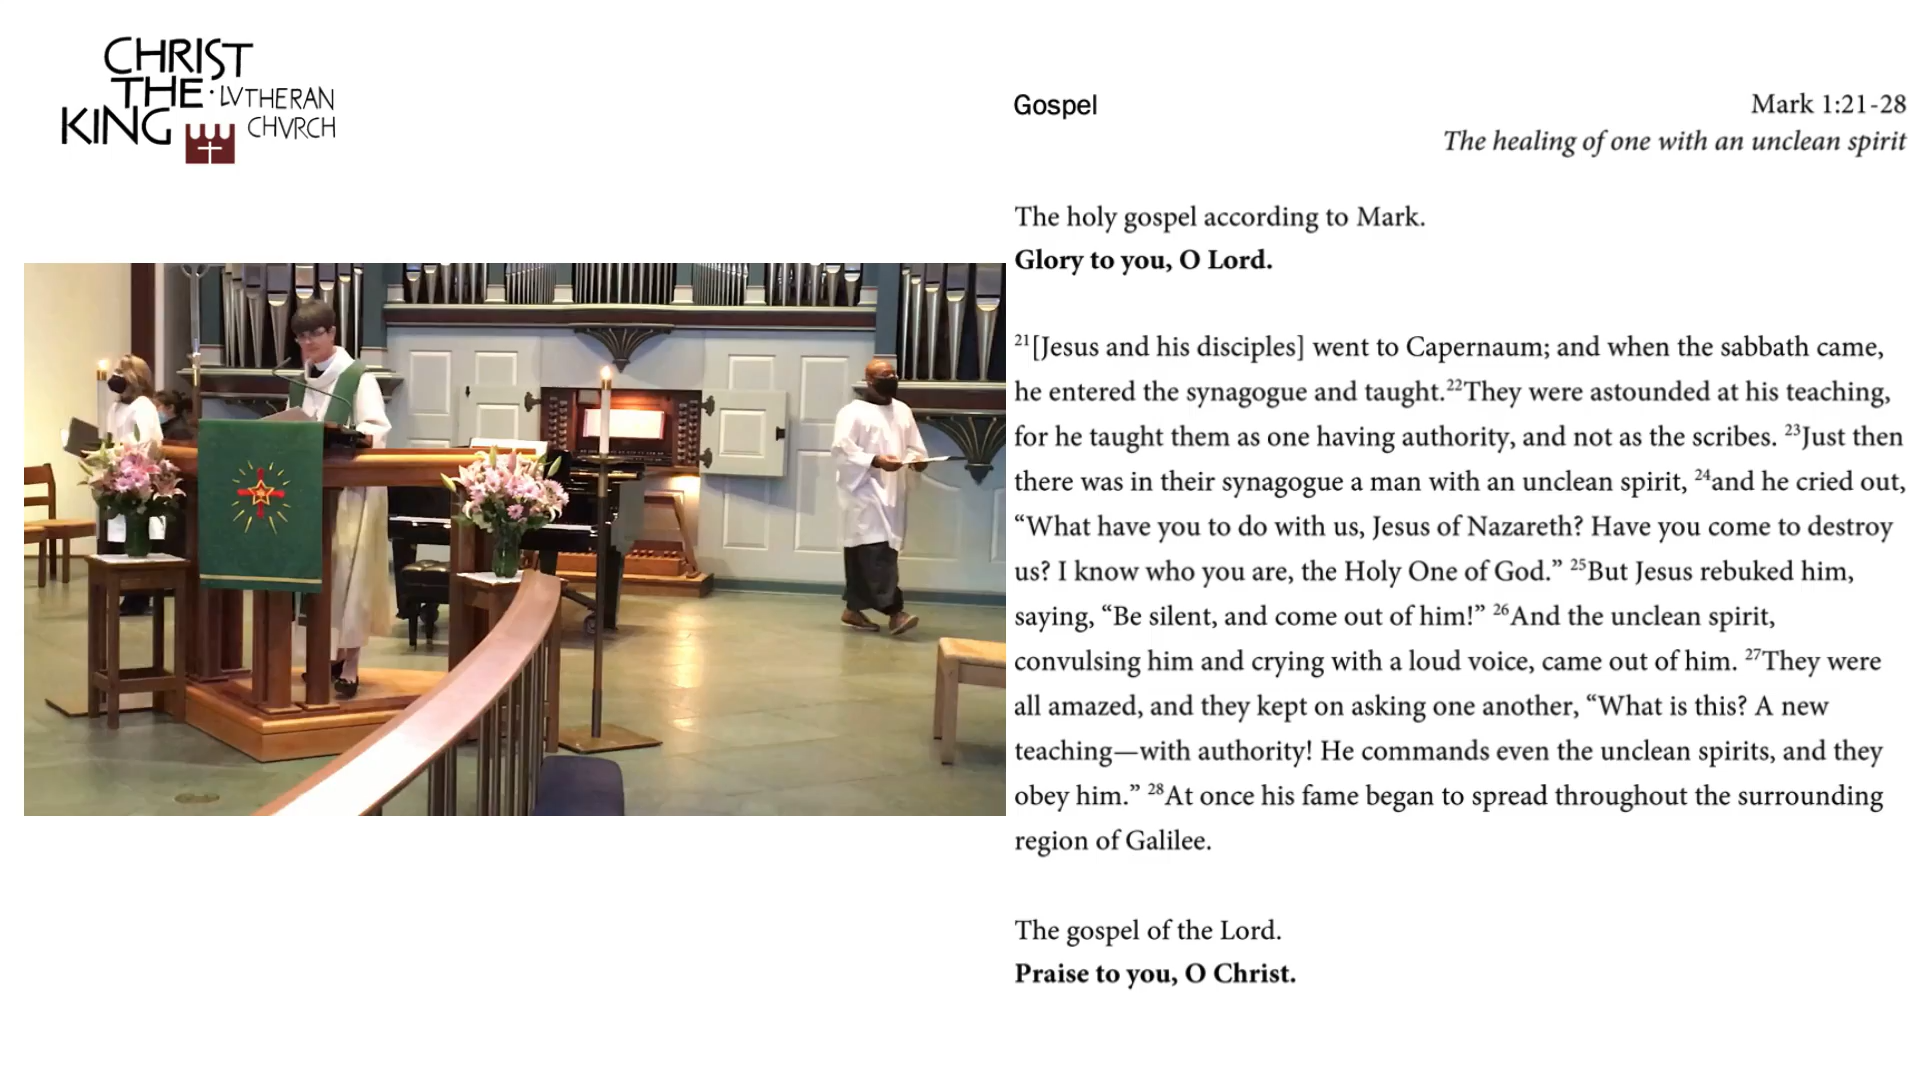 CHRIST
THE · LVTHERAN
KING CHVRCH
Gospel
Mark 1:21-28
The healing of one with an unclean spirit
The holy gospel according to Mark.
Glory to you, O Lord.
²¹[Jesus and his disciples] went to Capernaum; and when the sabbath came,
he entered the synagogue and taught.²²They were astounded at his teaching,
for he taught them as one having authority, and not as the scribes. ²³Just then
there was in their synagogue a man with an unclean spirit, ²⁴and he cried out,
“What have you to do with us, Jesus of Nazareth? Have you come to destroy
us? I know who you are, the Holy One of God.” ²⁵But Jesus rebuked him,
saying, “Be silent, and come out of him!” ²⁶And the unclean spirit,
convulsing him and crying with a loud voice, came out of him. ²⁷They were
all amazed, and they kept on asking one another, “What is this? A new
teaching—with authority! He commands even the unclean spirits, and they
obey him.” ²⁸At once his fame began to spread throughout the surrounding
region of Galilee.
The gospel of the Lord.
Praise to you, O Christ.